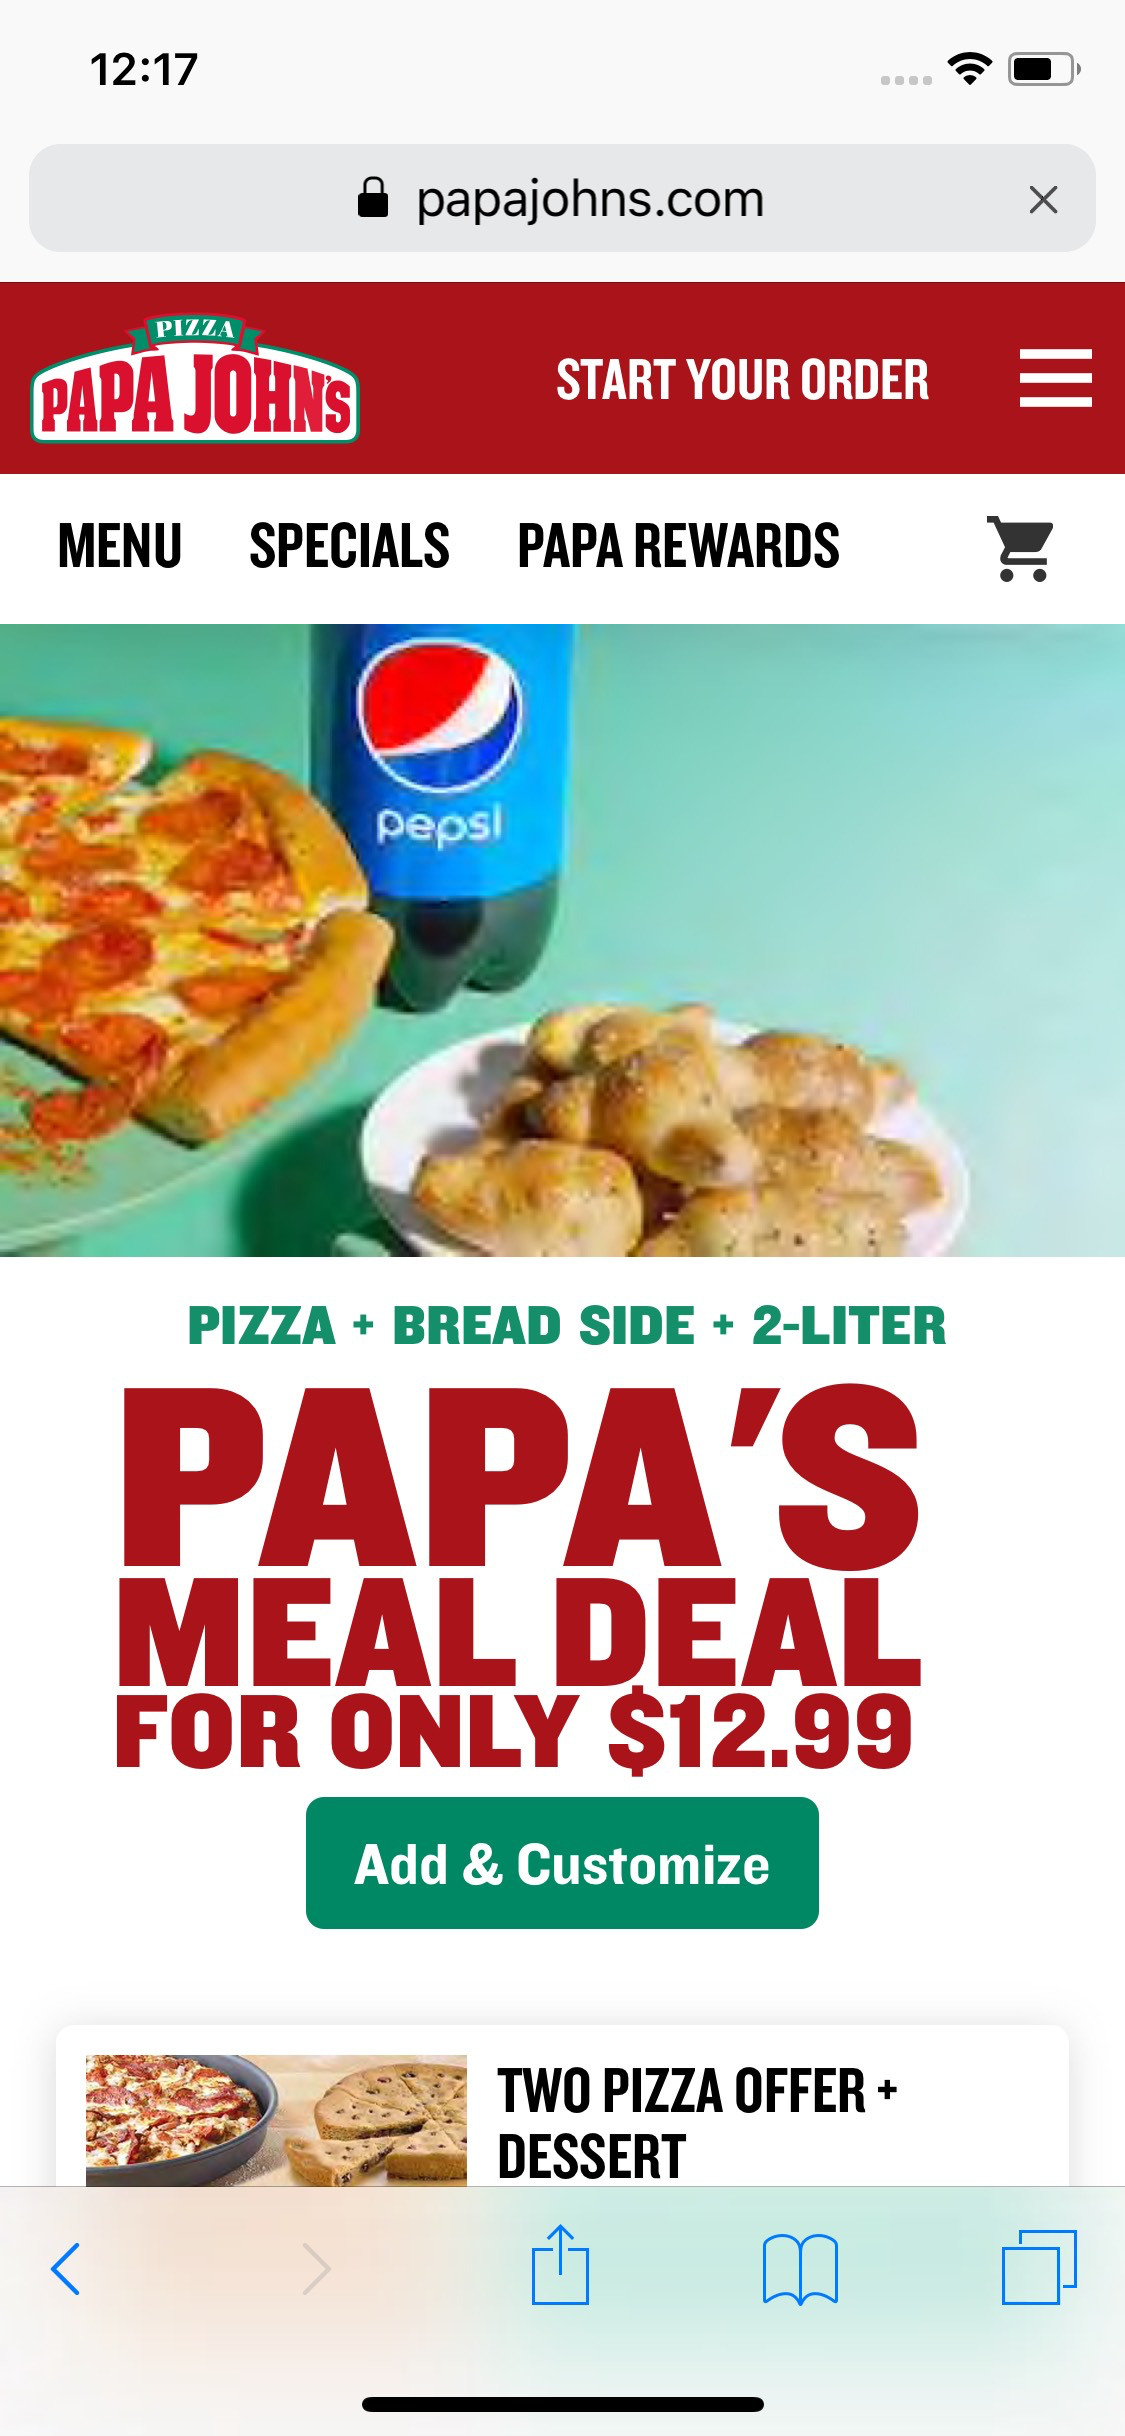 12:17
papajohns.com
PIZZA
PAPA JOHN'S
START YOUR ORDER
MENU SPECIALS PAPA REWARDS
pepsi
PIZZA + BREAD SIDE + 2-LITER
PAPA'S
MEAL DEAL
FOR ONLY $12.99
Add & Customize
TWO PIZZA OFFER +
DESSERT